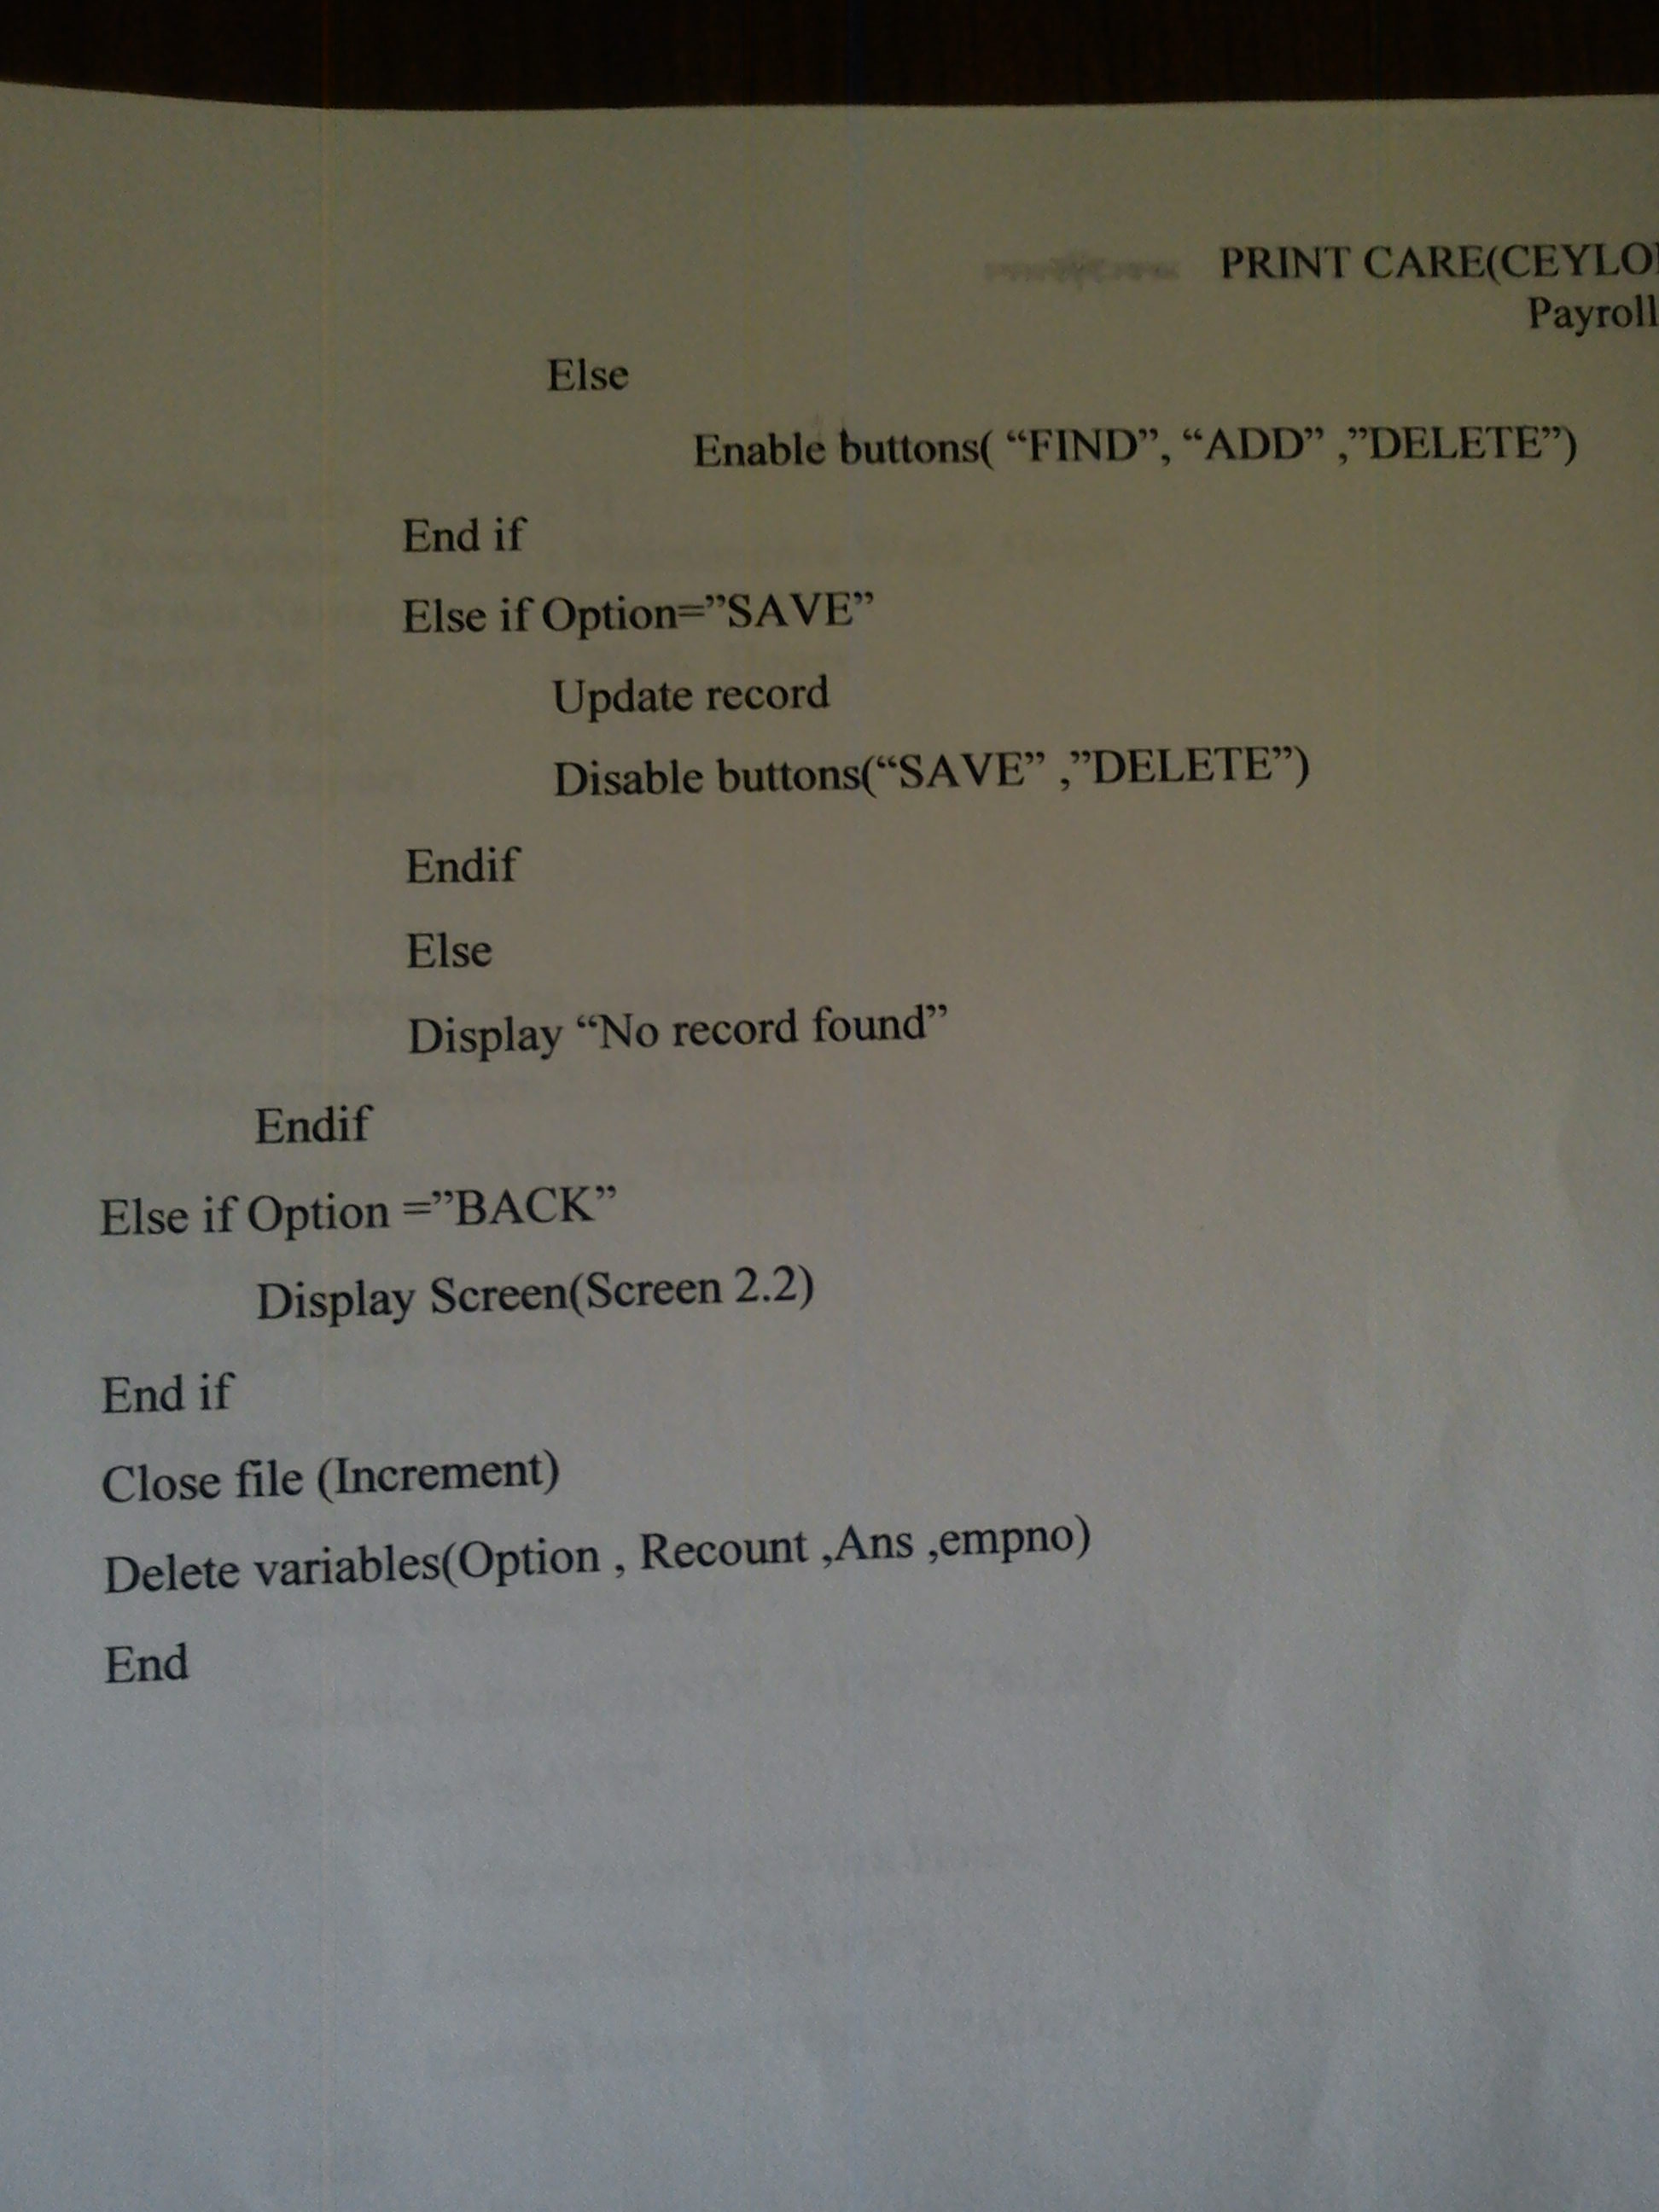 PRINT CARE(CEYLO
Payroll
Else
Enable buttons( “FIND”, “ADD” ,”DELETE”)
End if
Else if Option=”SAVE”
Update record
Disable buttons(“SAVE” ,”DELETE”)
Endif
Else
Display “No record found”
Endif
Else if Option =”BACK”
Display Screen(Screen 2.2)
End if
Close file (Increment)
Delete variables(Option , Recount ,Ans ,empno)
End